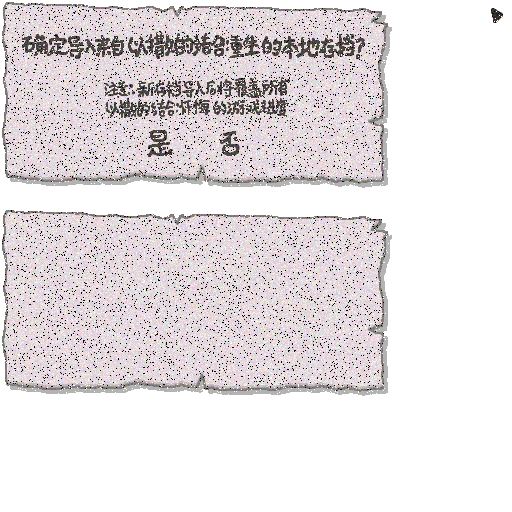 确定导入来自《以撒的结合重生》的本地存档?
注意:新存档导入后将覆盖所有
以撒的结合·忏悔的游戏进度
是 否